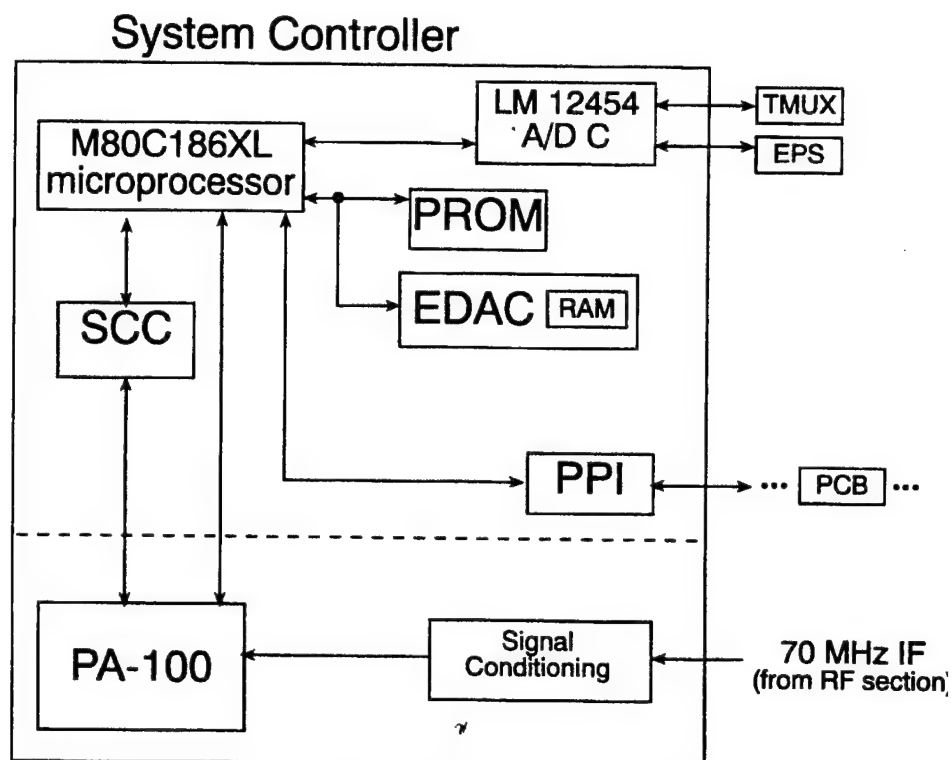 System Controller
LM 12454
A/D C
TMUX
EPS
M80C186XL
microprocessor
PROM
EDAC
RAM
SCC
PPI
... PCB ...
PA-100
Signal
Conditioning
70 MHz IF
(from RF section)